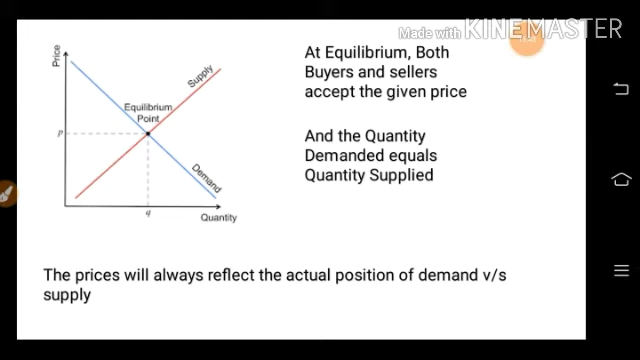 Made with KINEMASTER
Price
Supply
Equilibrium
Point
p
Demand
q
Quantity
At Equilibrium, Both
Buyers and sellers
accept the given price
And the Quantity
Demanded equals
Quantity Supplied
The prices will always reflect the actual position of demand v/s
supply